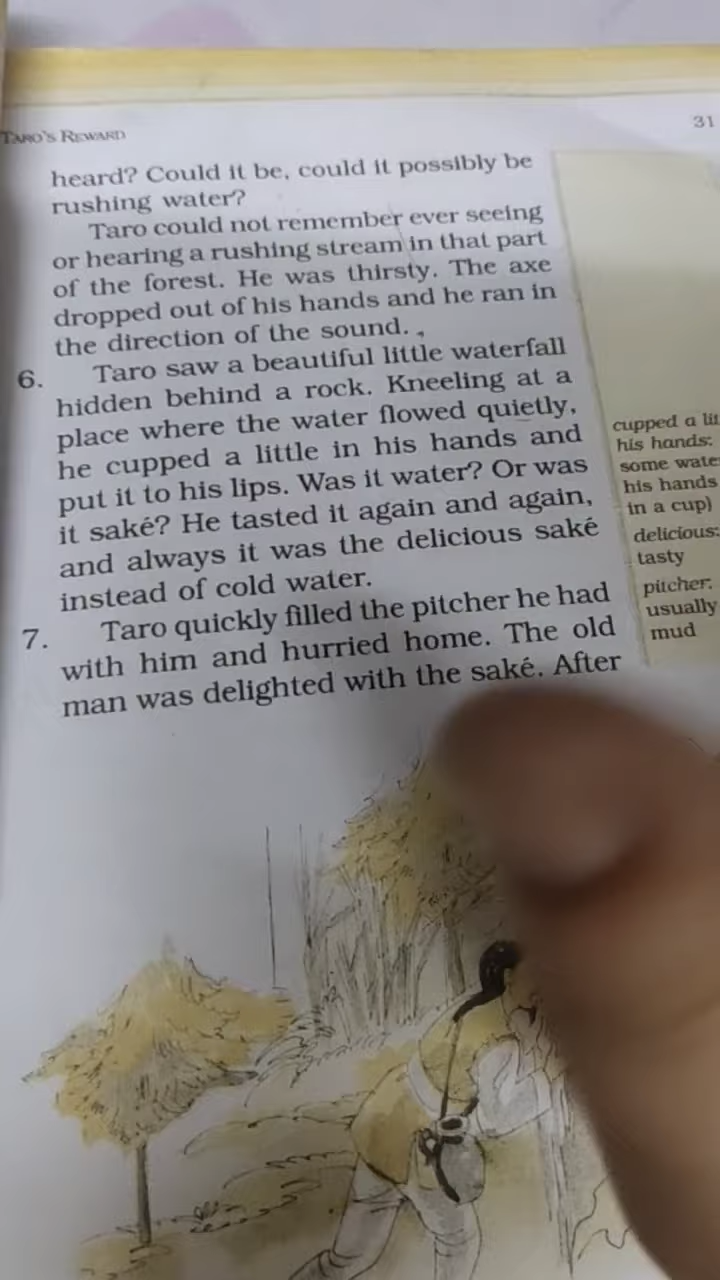 TARO'S REWARD
31
heard? Could it be, could it possibly be
rushing water?
Taro could not remember ever seeing
or hearing a rushing stream in that part
of the forest. He was thirsty. The axe
dropped out of his hands and he ran in
the direction of the sound.
6. Taro saw a beautiful little waterfall
hidden behind a rock. Kneeling at a
place where the water flowed quietly,
he cupped a little in his hands and
put it to his lips. Was it water? Or was
it saké? He tasted it again and again,
and always it was the delicious saké
instead of cold water.
7. Taro quickly filled the pitcher he had
with him and hurried home. The old
man was delighted with the saké. After
cupped a
his hands:
some
his hands
in a cup)
delicious:
tasty
pitcher:
usually
mud